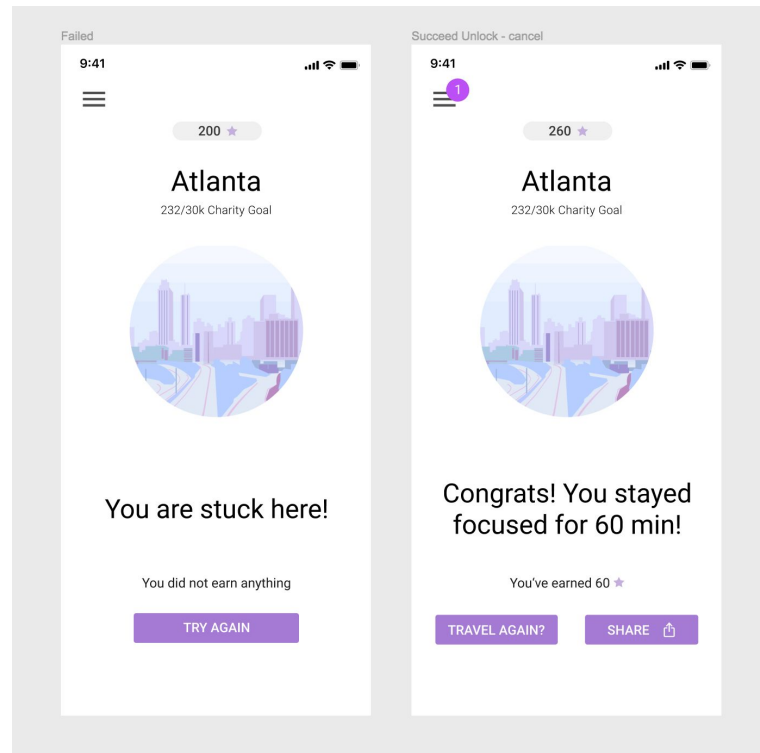 Failed
9:41
200
Atlanta
232/30k Charity Goal
You are stuck here!
You did not earn anything
TRY AGAIN
Succeed Unlock - cancel
9:41
1
260
Atlanta
232/30k Charity Goal
Congrats! You stayed
focused for 60 min!
You've earned 60
TRAVEL AGAIN?
SHARE